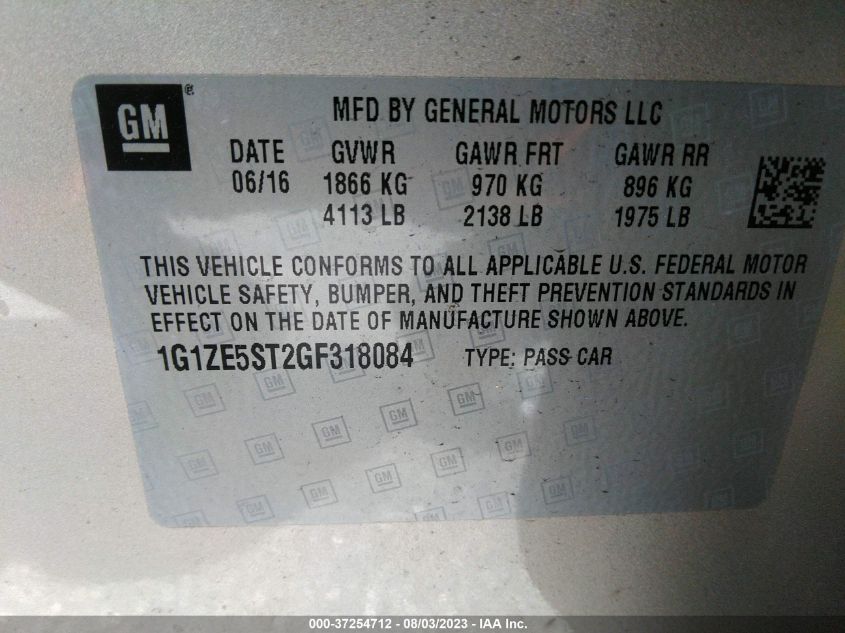 GM®
MFD BY GENERAL MOTORS LLC
DATE GVWR GAWR FRT GAWR RR
06/16 1866 KG 970 KG 896 KG
4113 LB 2138 LB 1975 LB
THIS VEHICLE CONFORMS TO ALL APPLICABLE U.S. FEDERAL MOTOR
VEHICLE SAFETY, BUMPER, AND THEFT PREVENTION STANDARDS IN
EFFECT ON THE DATE OF MANUFACTURE SHOWN ABOVE.
1G1ZE5ST2GF318084 TYPE: PASS CAR
000-37254712 - 08/03/2023 - IAA Inc.